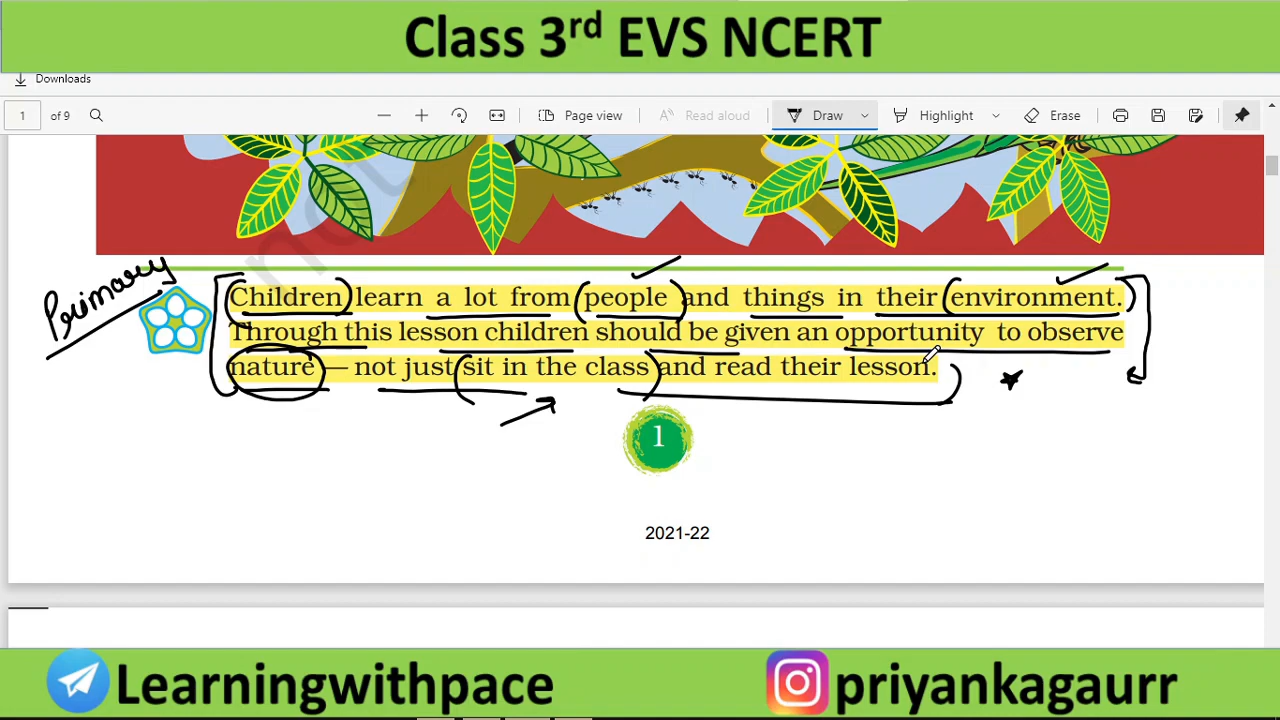 Class 3rd EVS NCERT
Downloads
1 of 9 Page view Read aloud Draw Highlight Erase
not
Primary
Children learn a lot from people and things in their environment.
Through this lesson children should be given an opportunity to observe
nature — not just sit in the class and read their lesson.
1
2021-22
Learningwithpace priyankagaurr